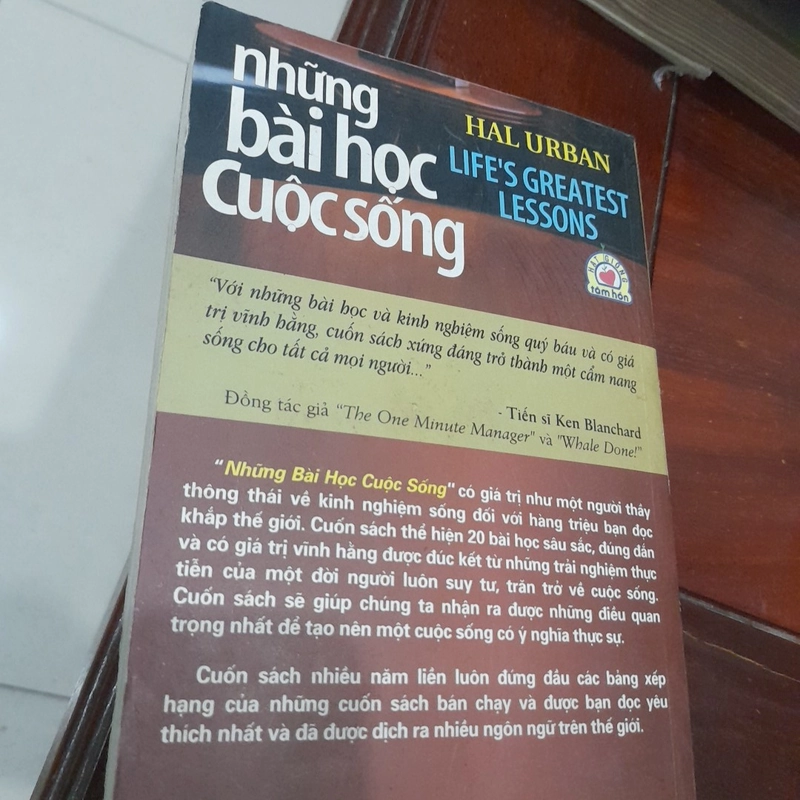 những
bài học
Cuộc sống
HAL URBAN
LIFE'S GREATEST
LESSONS
HẠT GIỐNG
tâm hồn
"Với những bài học và kinh nghiệm sống quý báu và có giá
trị vĩnh hằng, cuốn sách xứng đáng trở thành một cẩm nang
sống cho tất cả mọi người..."
- Tiến sĩ Ken Blanchard
Đồng tác giả "The One Minute Manager" và "Whale Done!"
"Những Bài Học Cuộc Sống" có giá trị như một người thầy
thông thái về kinh nghiệm sống đối với hàng triệu bạn đọc
khắp thế giới. Cuốn sách thể hiện 20 bài học sâu sắc, đúng đắn
và có giá trị vĩnh hằng được đúc kết từ những trải nghiệm thực
tiễn của một đời người luôn suy tư, trăn trở về cuộc sống.
Cuốn sách sẽ giúp chúng ta nhận ra được những điều quan
trọng nhất để tạo nên một cuộc sống có ý nghĩa thực sự.
Cuốn sách nhiều năm liền luôn đứng đầu các bảng xếp
hạng của những cuốn sách bán chạy và được bạn đọc yêu
thích nhất và đã được dịch ra nhiều ngôn ngữ trên thế giới.